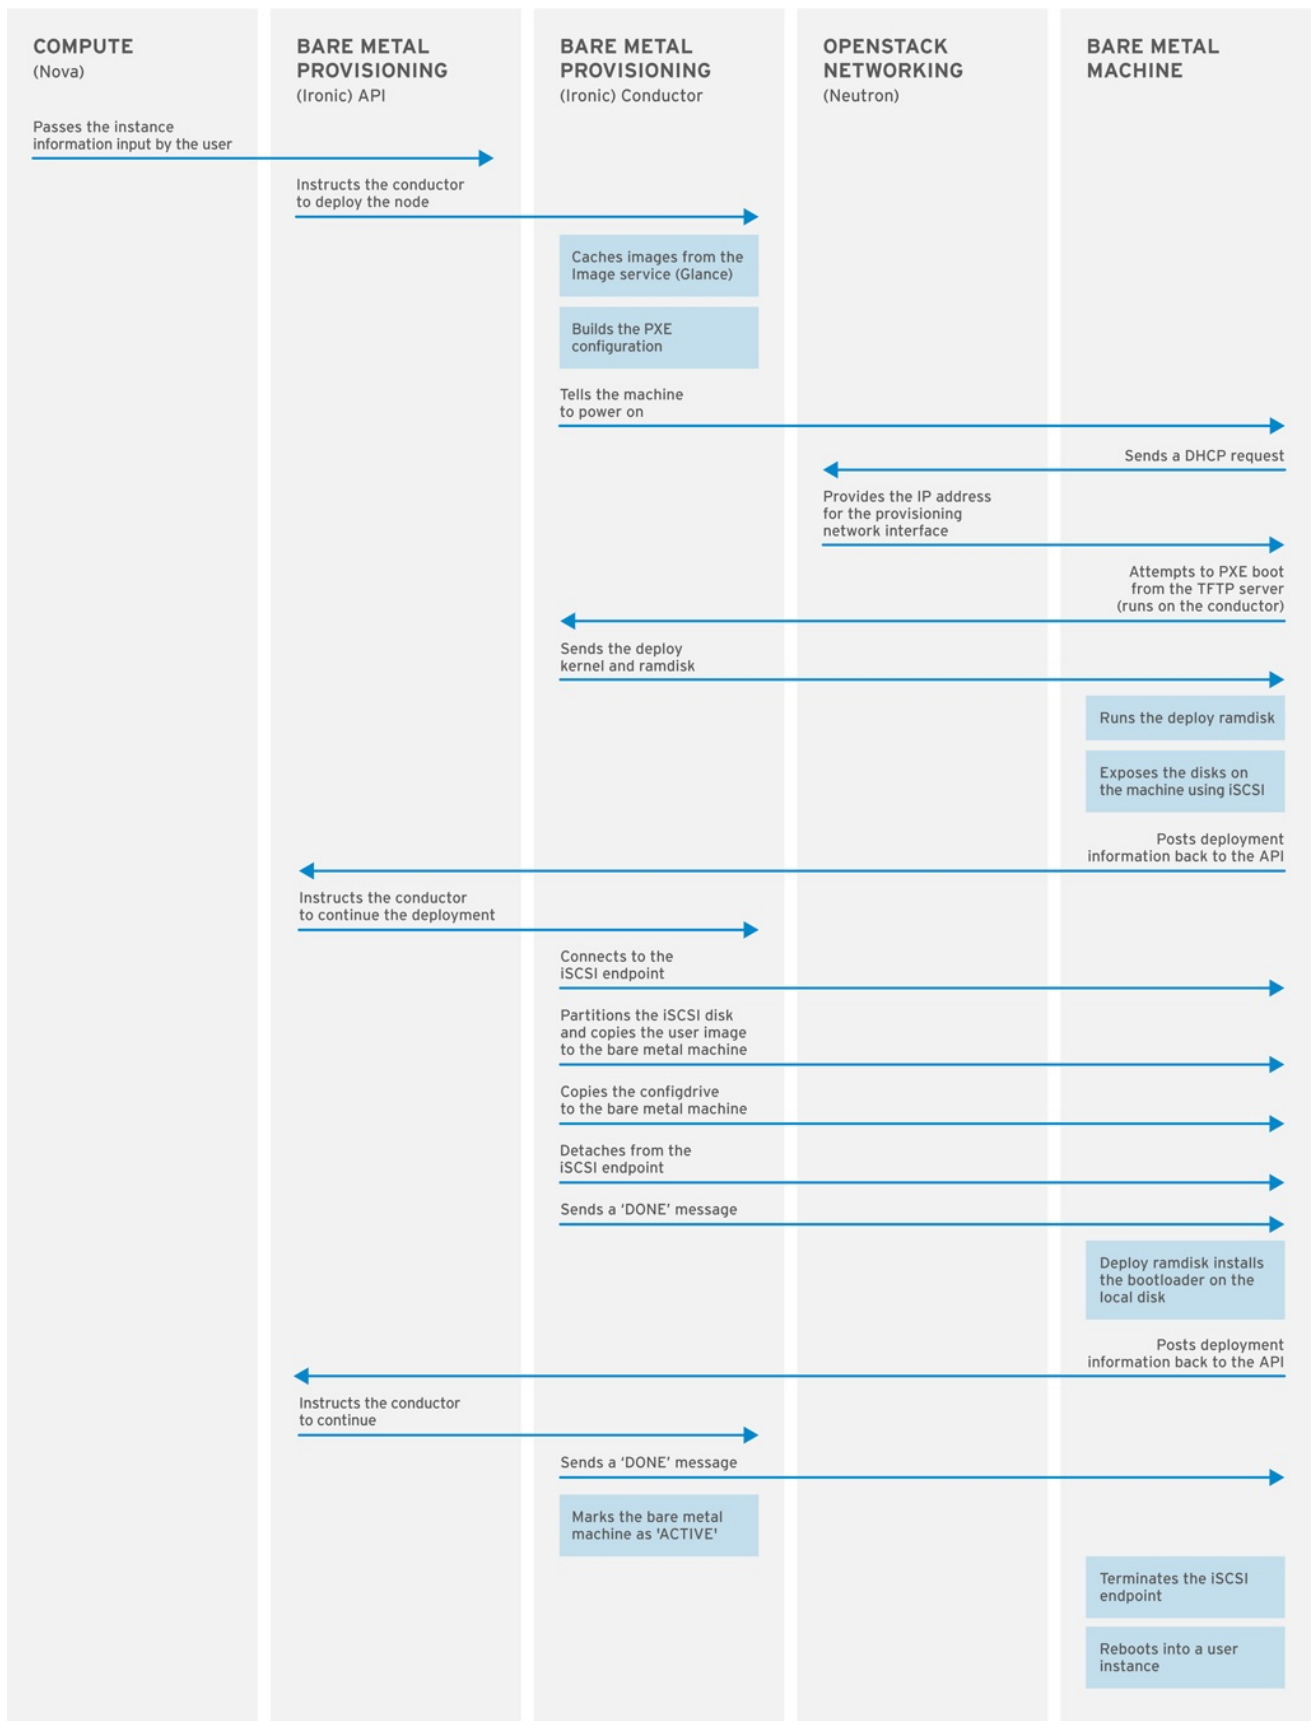 COMPUTE
(Nova)
BARE METAL
PROVISIONING
(Ironic) API
BARE METAL
PROVISIONING
(Ironic) Conductor
OPENSTACK
NETWORKING
(Neutron)
BARE METAL
MACHINE
Passes the instance
information input by the user
Instructs the conductor
to deploy the node
Caches images from the
Image service (Glance)
Builds the PXE
configuration
Tells the machine
to power on
Sends a DHCP request
Provides the IP address
for the provisioning
network interface
Attempts to PXE boot
from the TFTP server
(runs on the conductor)
Sends the deploy
kernel and ramdisk
Runs the deploy ramdisk
Exposes the disks on
the machine using iSCSI
Posts deployment
information back to the API
Instructs the conductor
to continue the deployment
Connects to the
iSCSI endpoint
Partitions the iSCSI disk
and copies the user image
to the bare metal machine
Copies the configdrive
to the bare metal machine
Detaches from the
iSCSI endpoint
Sends a ‘DONE’ message
Deploy ramdisk installs
the bootloader on the
local disk
Posts deployment
information back to the API
Instructs the conductor
to continue
Sends a ‘DONE’ message
Marks the bare metal
machine as 'ACTIVE'
Terminates the iSCSI
endpoint
Reboots into a user
instance